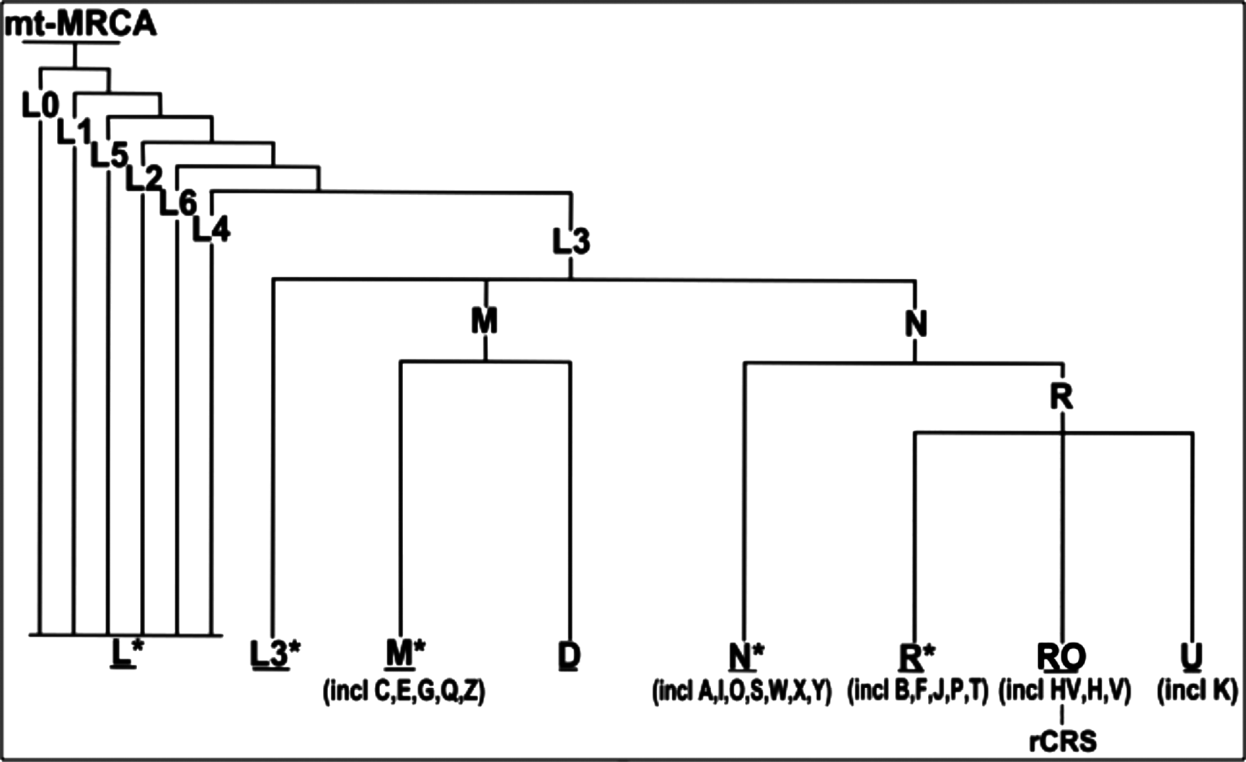 mt-MRCA
L0
L1
L5
L2
L6
L4
L3
M
N
R
L*
L3*
M*
(incl C,E,G,Q,Z)
D
N*
(incl A,I,O,S,W,X,Y)
R*
(incl B,F,J,P,T)
RO
(incl HV,H,V)
rCRS
U
(incl K)